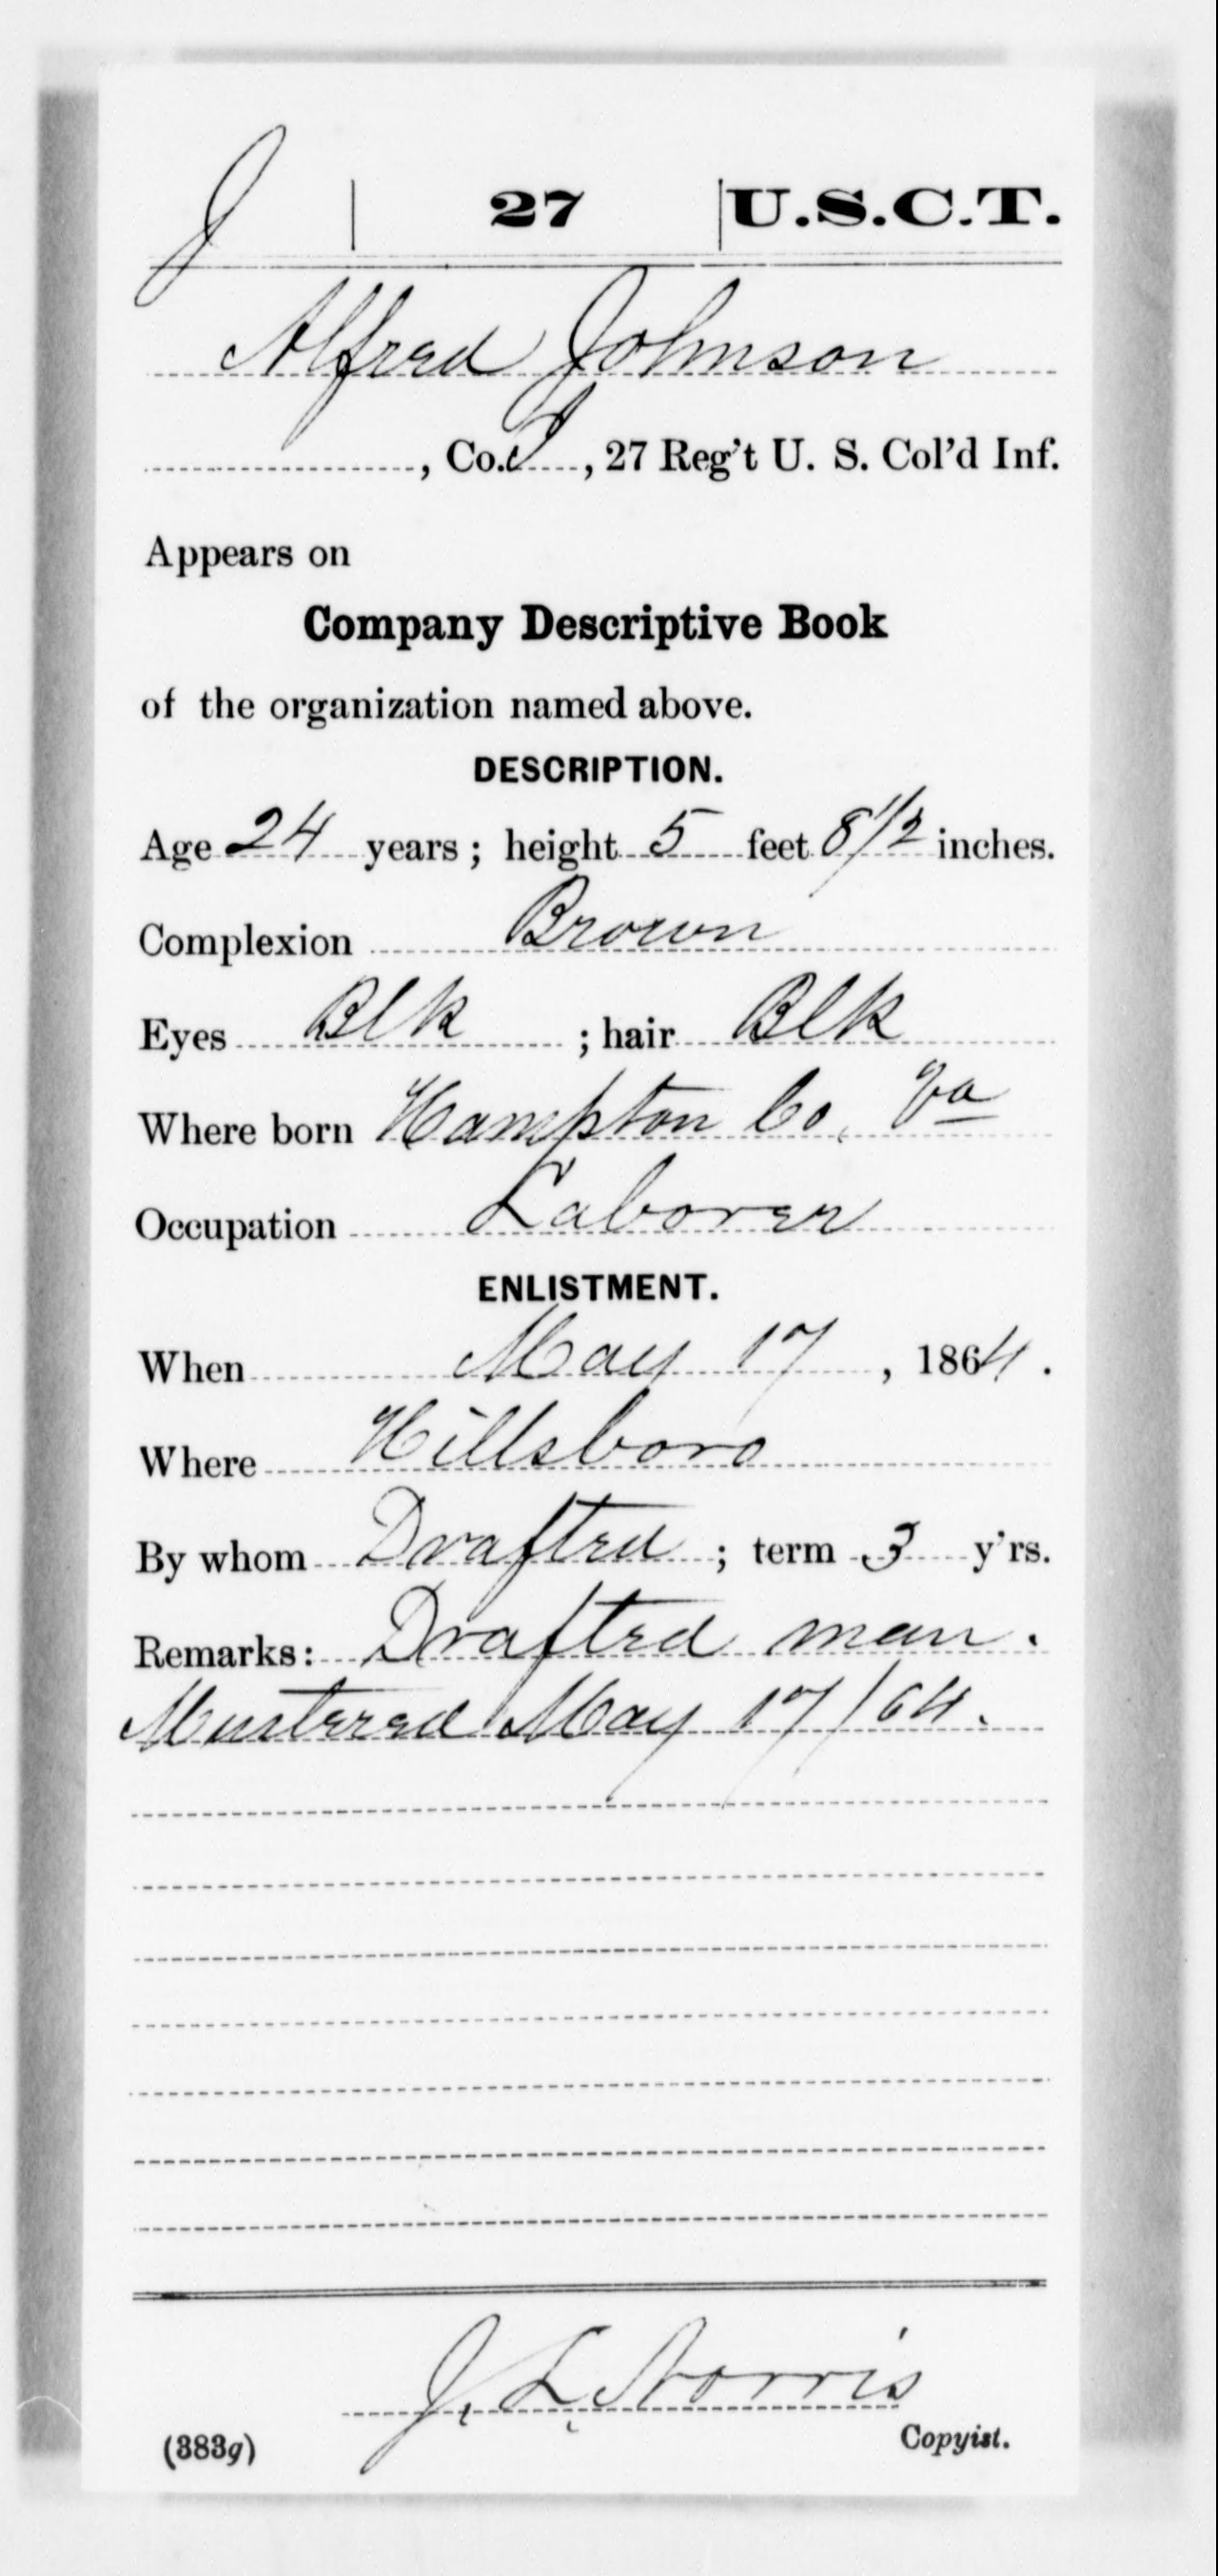 J | 27 | U.S.C.T.
Alfred Johnson
, Co. I, 27 Reg't U. S. Col'd Inf.
Appears on
Company Descriptive Book
of the organization named above.
DESCRIPTION.
Age 24 years; height 5 feet 8 1/2 inches.
Complexion Brown
Eyes Blk ; hair Blk
Where born Hampton Co, Va
Occupation Laborer
ENLISTMENT.
When May 17, 1864.
Where Hillsboro
By whom Drafted; term 3 y'rs.
Remarks: Drafted man.
Mustered May 17/64.
J. L. Norris
(383g) Copyist.